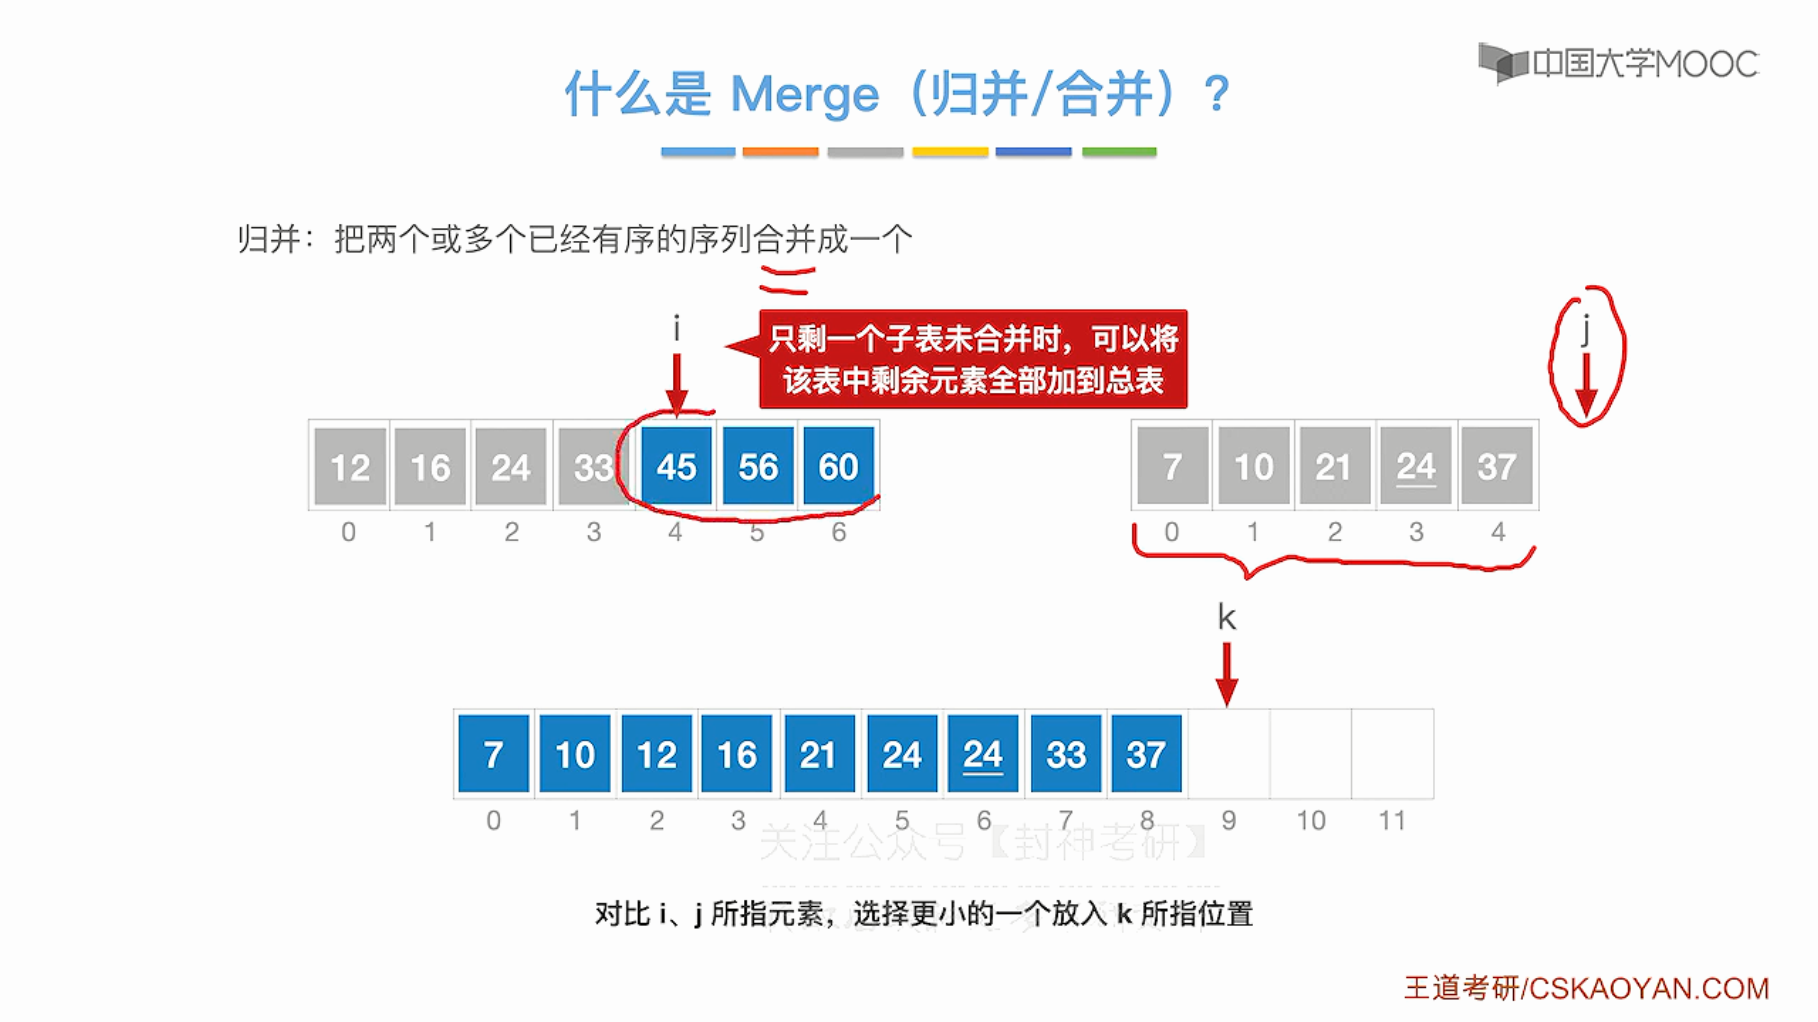 中国大学MOOC
什么是 Merge（归并/合并）？
归并：把两个或多个已经有序的序列合并成一个
i
只剩一个子表未合并时，可以将
该表中剩余元素全部加到总表
j
12 16 24 33 45 56 60
0 1 2 3 4 5 6
7 10 21 24 37
0 1 2 3 4
k
7 10 12 16 21 24 24 33 37
0 1 2 3 4 5 6 7 8 9 10 11
关注公众号【封神考研】
对比 i、j 所指元素，选择更小的一个放入 k 所指位置
王道考研/CSKAOYAN.COM